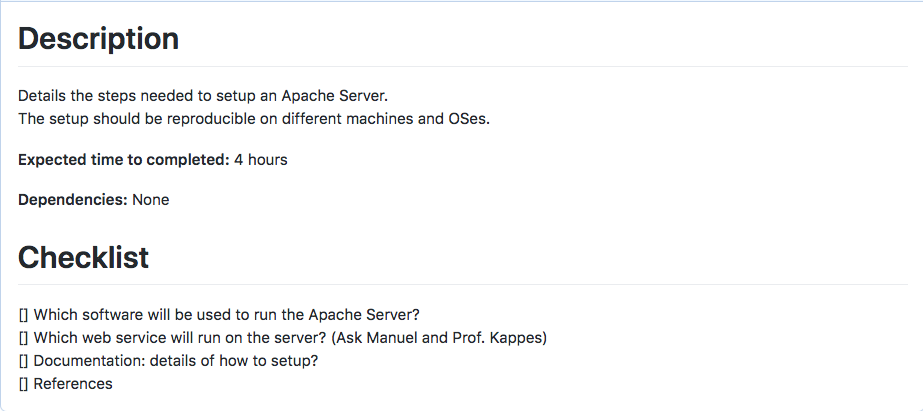 Description
Details the steps needed to setup an Apache Server.
The setup should be reproducible on different machines and OSes.
Expected time to completed: 4 hours
Dependencies: None
Checklist
[] Which software will be used to run the Apache Server?
[] Which web service will run on the server? (Ask Manuel and Prof. Kappes)
[] Documentation: details of how to setup?
[] References